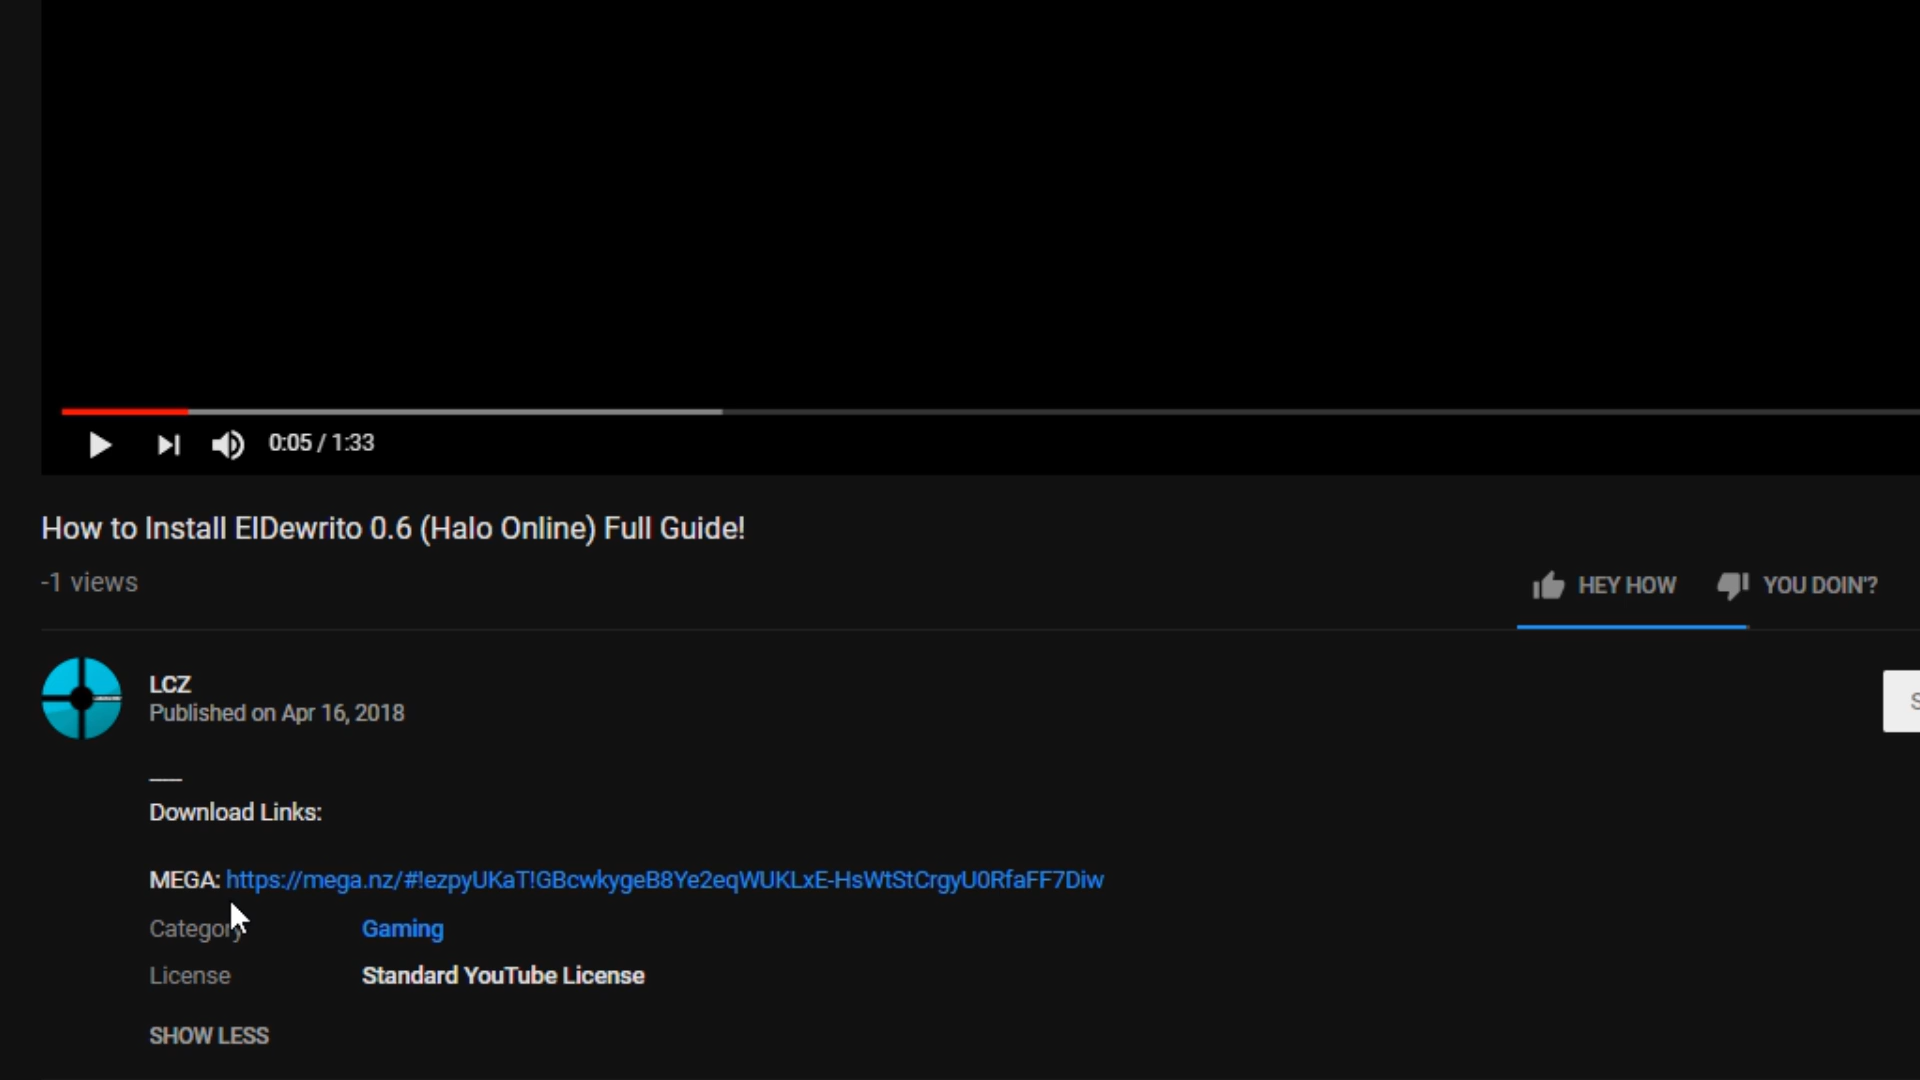 0:05 / 1:33
How to Install ElDewrito 0.6 (Halo Online) Full Guide!
-1 views
HEY HOW
YOU DOIN'?
LCZ
Published on Apr 16, 2018
Download Links:
MEGA: https://mega.nz/#!ezpyUKaT!GBcwkygeB8Ye2eqWUKLxE-HsWtStCrgyU0RfaFF7Diw
Category
Gaming
License
Standard YouTube License
SHOW LESS